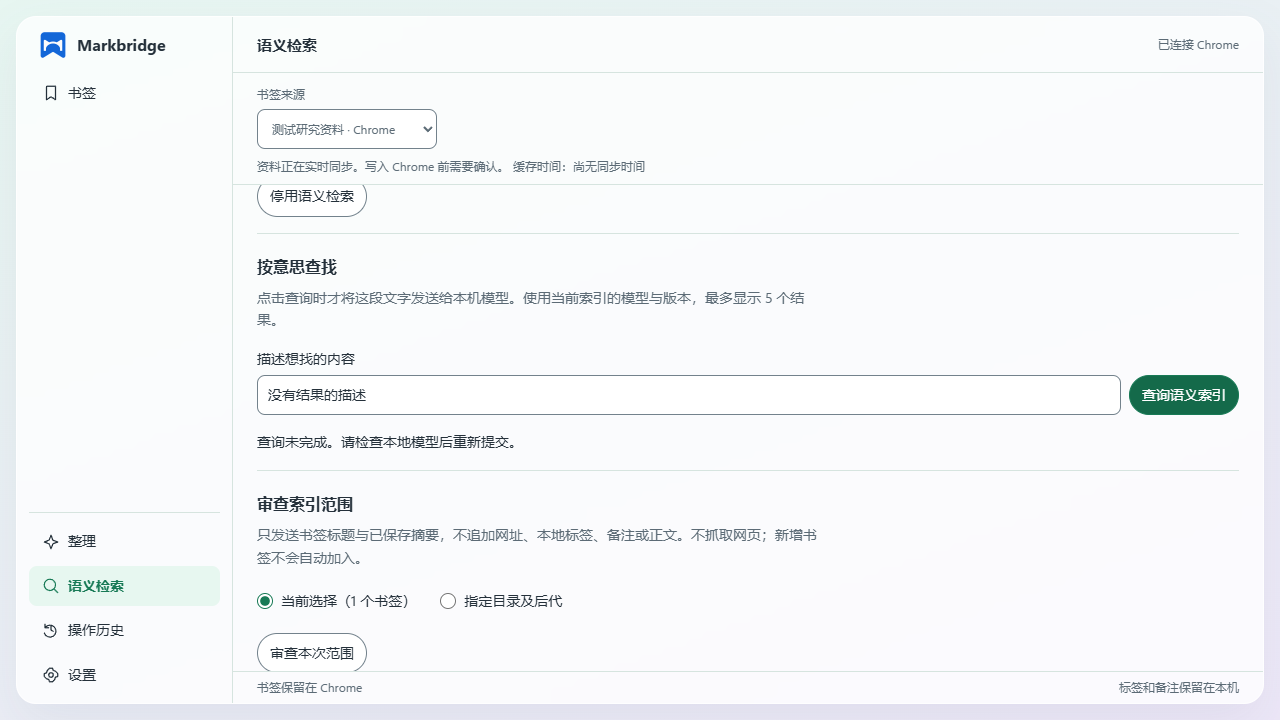 Markbridge
书签
整理
语义检索
操作历史
设置
语义检索
已连接 Chrome
书签来源
测试研究资料 · Chrome
资料正在实时同步。写入 Chrome 前需要确认。 缓存时间：尚无同步时间
停用语义检索
按意思查找
点击查询时才将这段文字发送给本机模型。使用当前索引的模型与版本，最多显示 5 个结
果。
描述想找的内容
没有结果的描述
查询语义索引
查询未完成。请检查本地模型后重新提交。
审查索引范围
只发送书签标题与已保存摘要，不追加网址、本地标签、备注或正文。不抓取网页；新增书
签不会自动加入。
当前选择（1 个书签）
指定目录及后代
审查本次范围
书签保留在 Chrome
标签和备注保留在本机